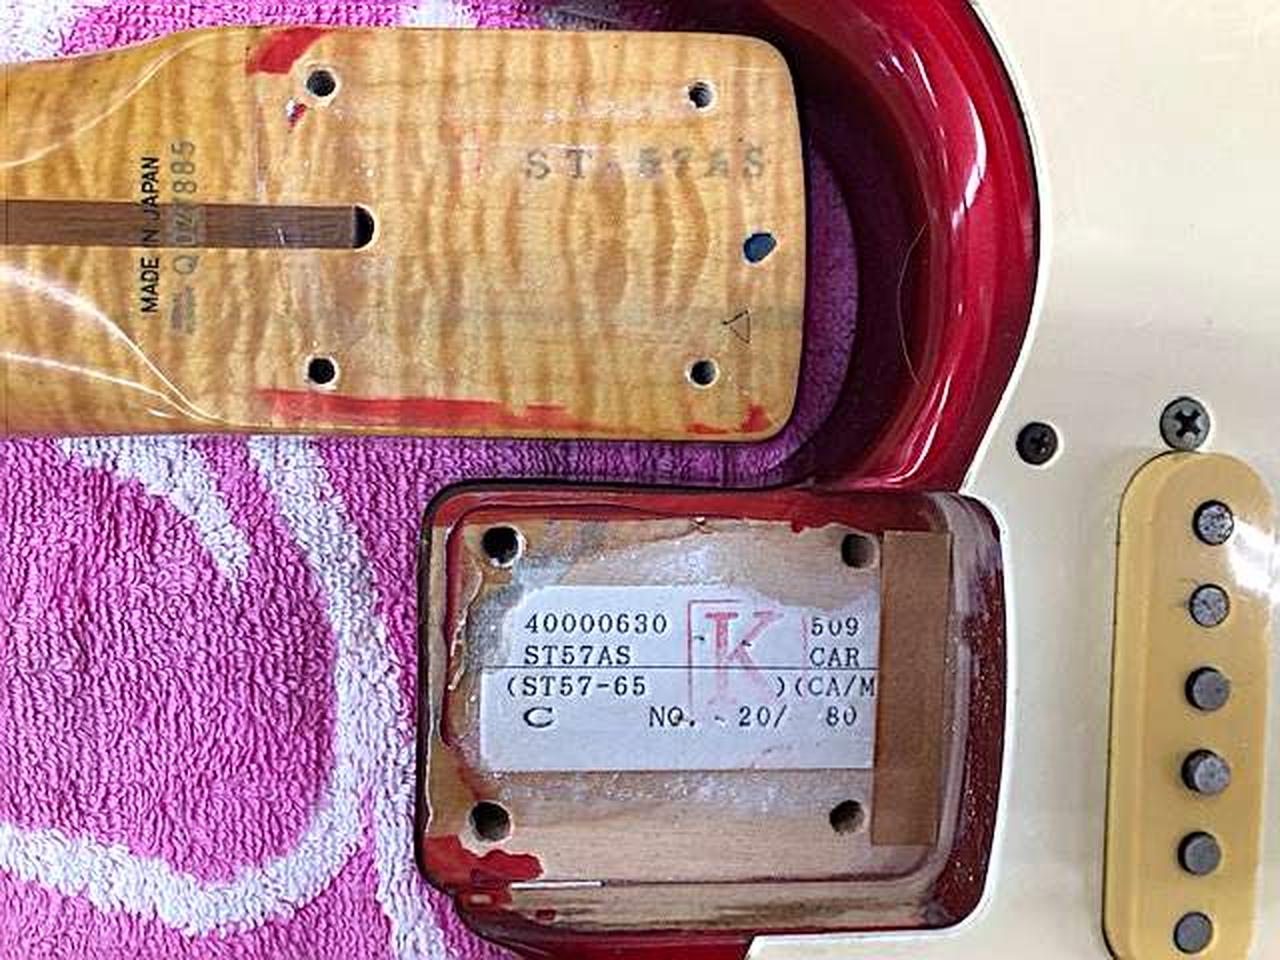 MADE IN JAPAN
ST-57AS
40000630 K 509
ST57AS CAR
(ST57-65 )(CA/M
C NO. - 20/ 80